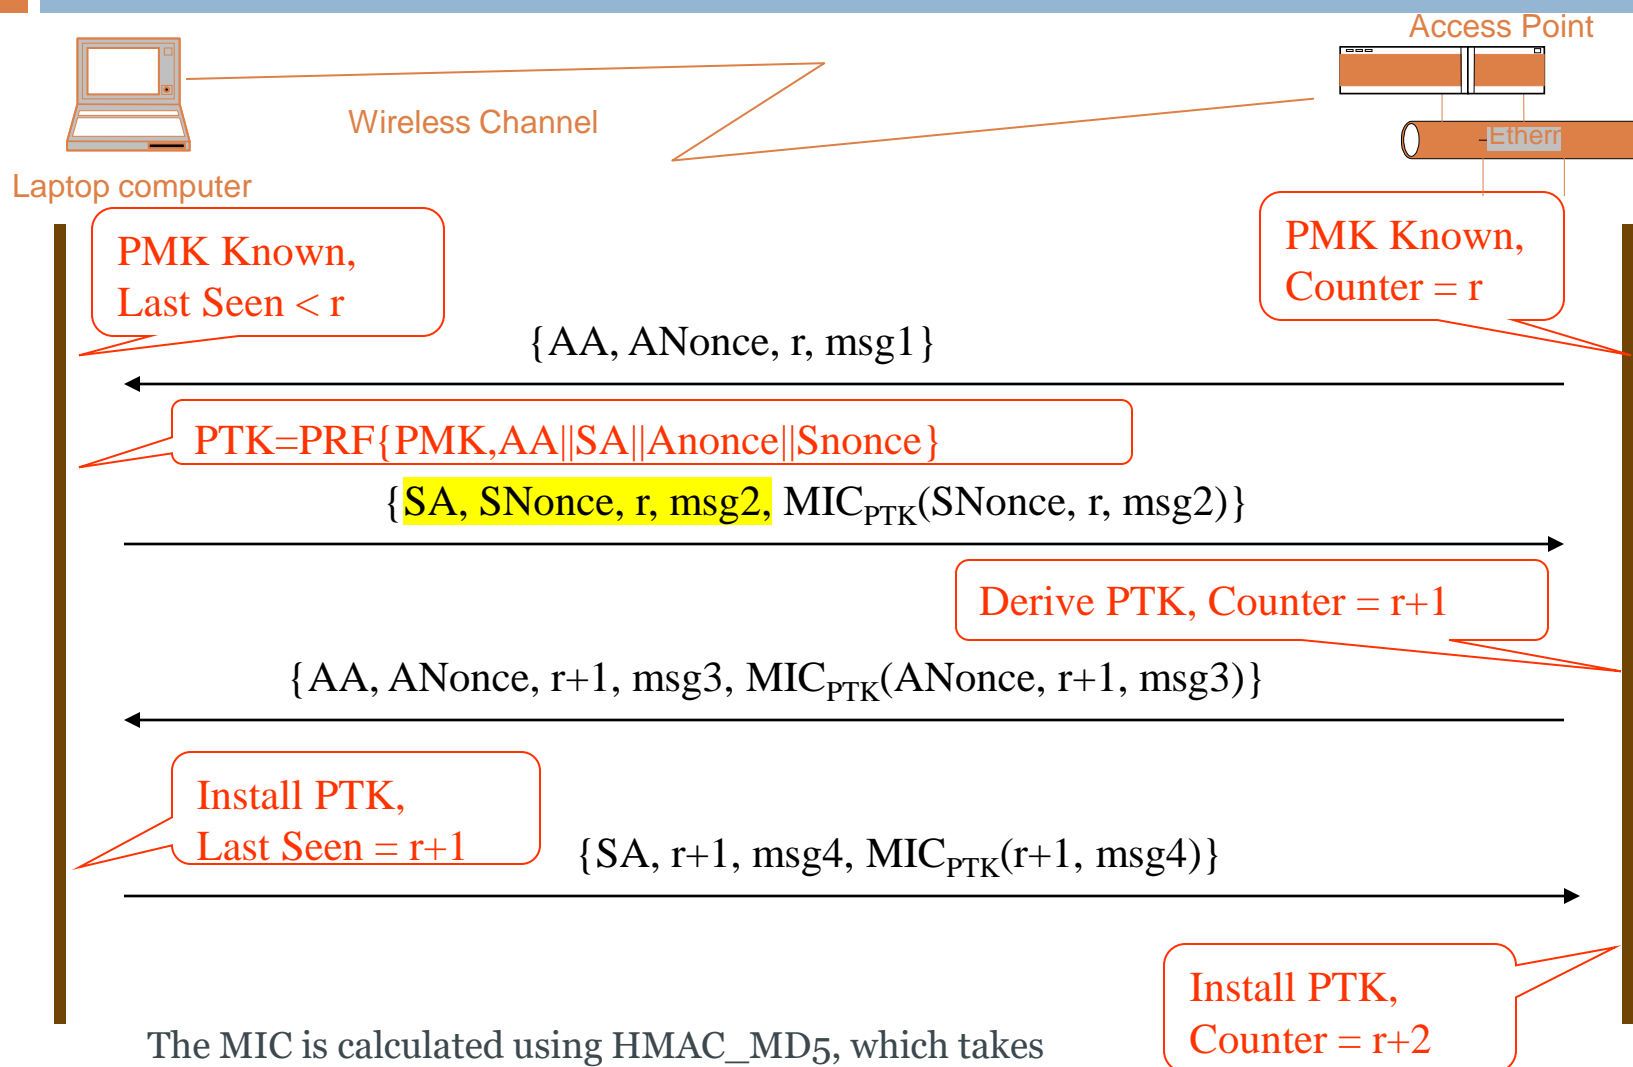 Access Point
Wireless Channel
Laptop computer
PMK Known,
Last Seen < r
PMK Known,
Counter = r
{AA, ANonce, r, msg1}
PTK=PRF{PMK,AA||SA||Anonce||Snonce}
{SA, SNonce, r, msg2, MICPTK(SNonce, r, msg2)}
Derive PTK, Counter = r+1
{AA, ANonce, r+1, msg3, MICPTK(ANonce, r+1, msg3)}
Install PTK,
Last Seen = r+1
{SA, r+1, msg4, MICPTK(r+1, msg4)}
Install PTK,
Counter = r+2
The MIC is calculated using HMAC_MD5, which takes